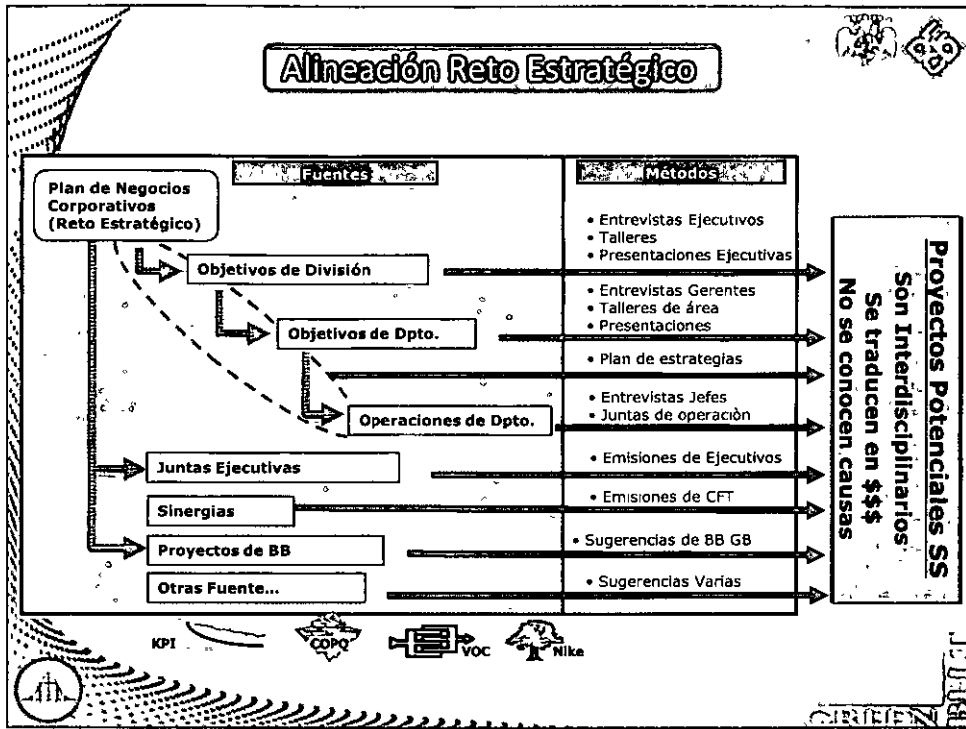 Alineación Reto Estratégico
Fuentes
Métodos
Plan de Negocios
Corporativos
(Reto Estratégico)
• Entrevistas Ejecutivos
• Talleres
• Presentaciones Ejecutivas
Objetivos de División
• Entrevistas Gerentes
• Talleres de área
• Presentaciones
Objetivos de Dpto.
• Plan de estrategias
• Entrevistas Jefes
• Juntas de operación
Operaciones de Dpto.
Juntas Ejecutivas
• Emisiones de Ejecutivos
Sinergias
• Emisiones de CFT
Proyectos de BB
• Sugerencias de BB GB
Otras Fuente...
• Sugerencias Varias
Proyectos Potenciales SS
Son Interdisciplinarios
Se traducen en $$$
No se conocen causas
KPI
COPQ
VOC
Nike
GREEN